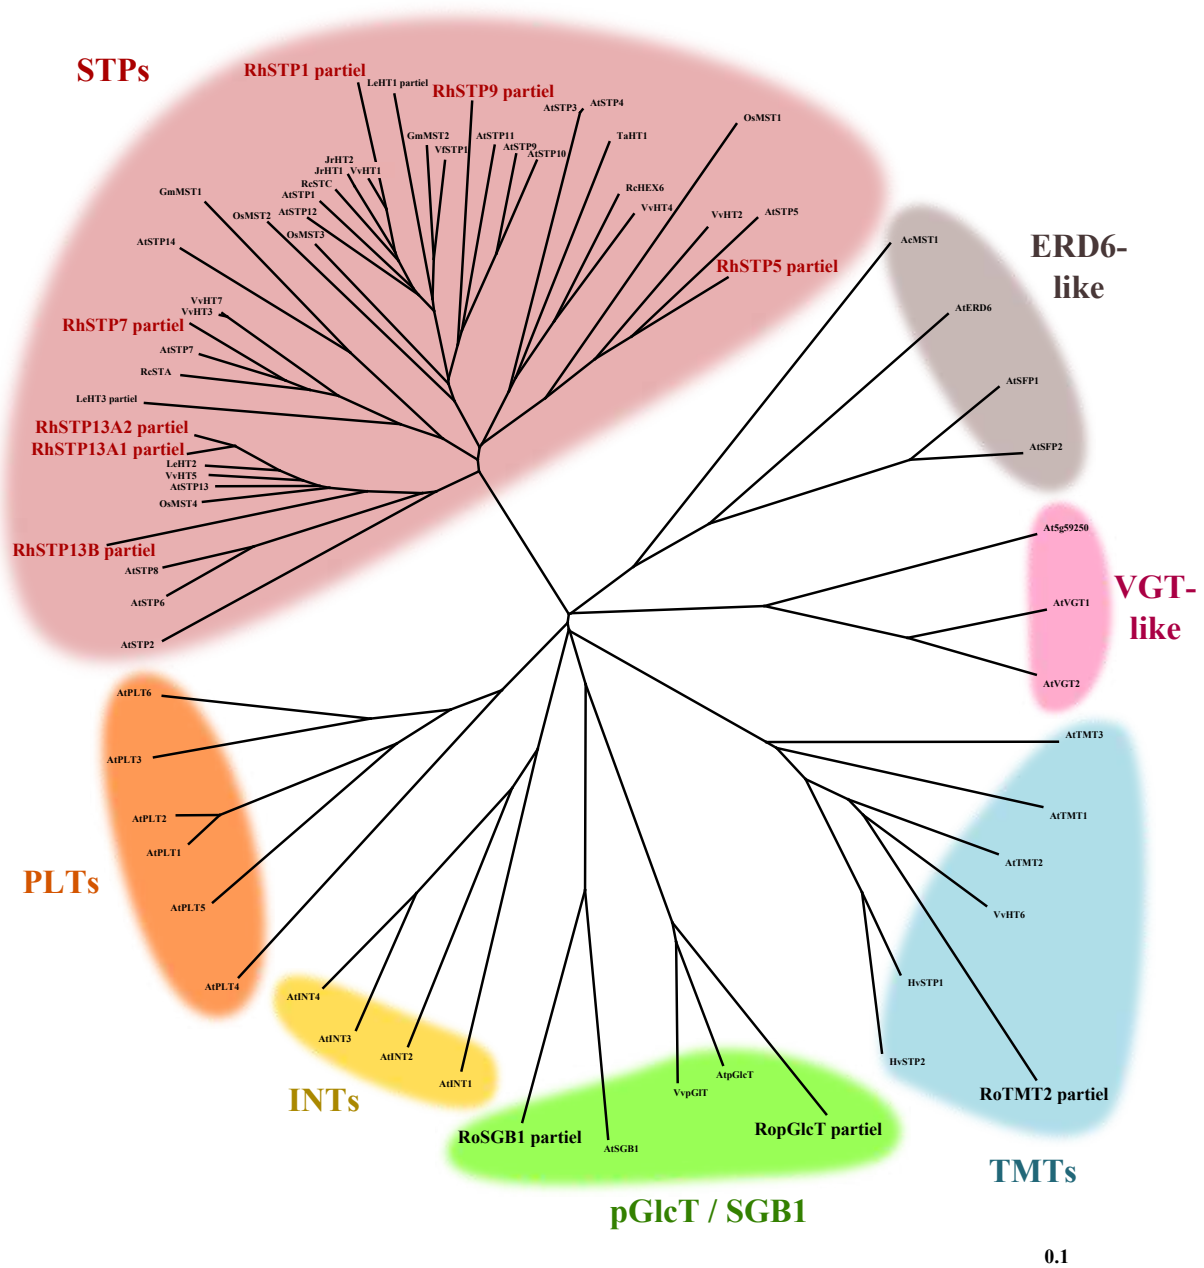 STPs
RhSTP1 partiel
LeHT1 partiel
RhSTP9 partiel
AtSTP3
AtSTP4
OsMST1
GmMST2
VfSTP1
AtSTP11
AtSTP9
AtSTP10
TaHT1
JrHT2
JrHT1
VvHT1
RcSTC
AtSTP1
AtSTP12
GmMST1
OsMST2
OsMST3
RcHEX6
VvHT4
VvHT2
AtSTP5
RhSTP5 partiel
AtSTP14
VvHT7
VvHT3
RhSTP7 partiel
AtSTP7
RcSTA
LeHT3 partiel
RhSTP13A2 partiel
RhSTP13A1 partiel
LeHT2
VvHT5
AtSTP13
OsMST4
RhSTP13B partiel
AtSTP8
AtSTP6
AtSTP2
AcMST1
ERD6-
like
AtERD6
AtSFP1
AtSFP2
At5g59250
VGT-
like
AtVGT1
AtVGT2
AtPLT6
AtPLT3
AtPLT2
AtPLT1
PLTs
AtPLT5
AtPLT4
AtTMT3
AtTMT1
AtTMT2
VvHT6
HvSTP1
HvSTP2
RoTMT2 partiel
TMTs
AtINT4
AtINT3
AtINT2
AtINT1
INTs
VvpGlT
AtpGlcT
RoSGB1 partiel
AtSGB1
RopGlcT partiel
pGlcT / SGB1
0.1